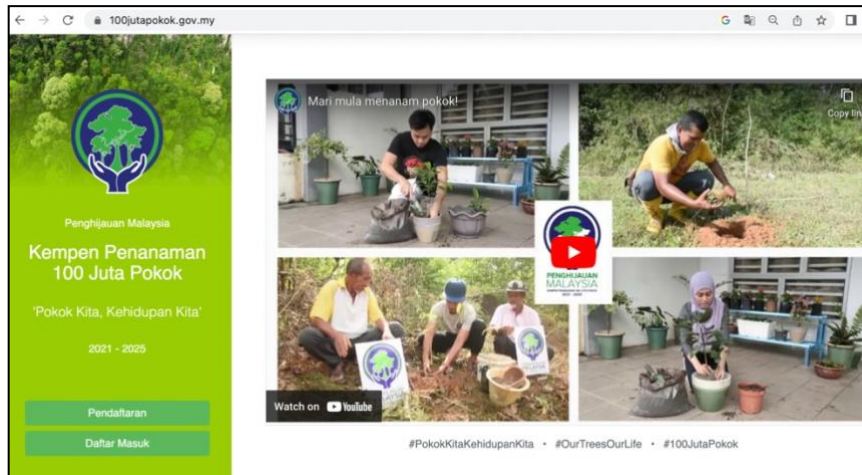 100jutapokok.gov.my
Mari mula menanam pokok!
Copy lin
Penghijauan Malaysia
Kempen Penanaman
100 Juta Pokok
'Pokok Kita, Kehidupan Kita'
2021 - 2025
Pendaftaran
Daftar Masuk
PENGHIJAUAN
MALAYSIA
Watch on YouTube
#PokokKitaKehidupanKita • #OurTreesOurLife • #100JutaPokok